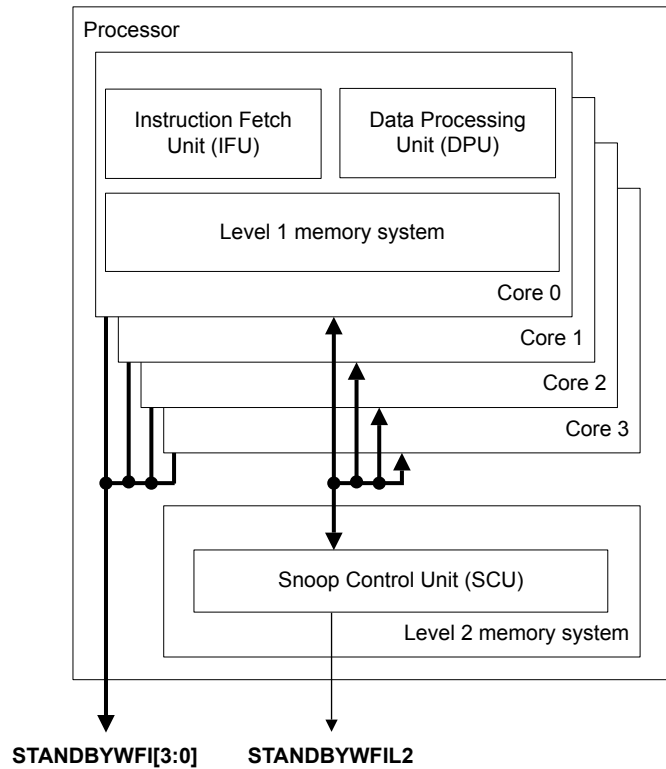 Processor
Instruction Fetch
Unit (IFU)
Data Processing
Unit (DPU)
Level 1 memory system
Core 0
Core 1
Core 2
Core 3
Snoop Control Unit (SCU)
Level 2 memory system
STANDBYWFI[3:0]
STANDBYWFIL2